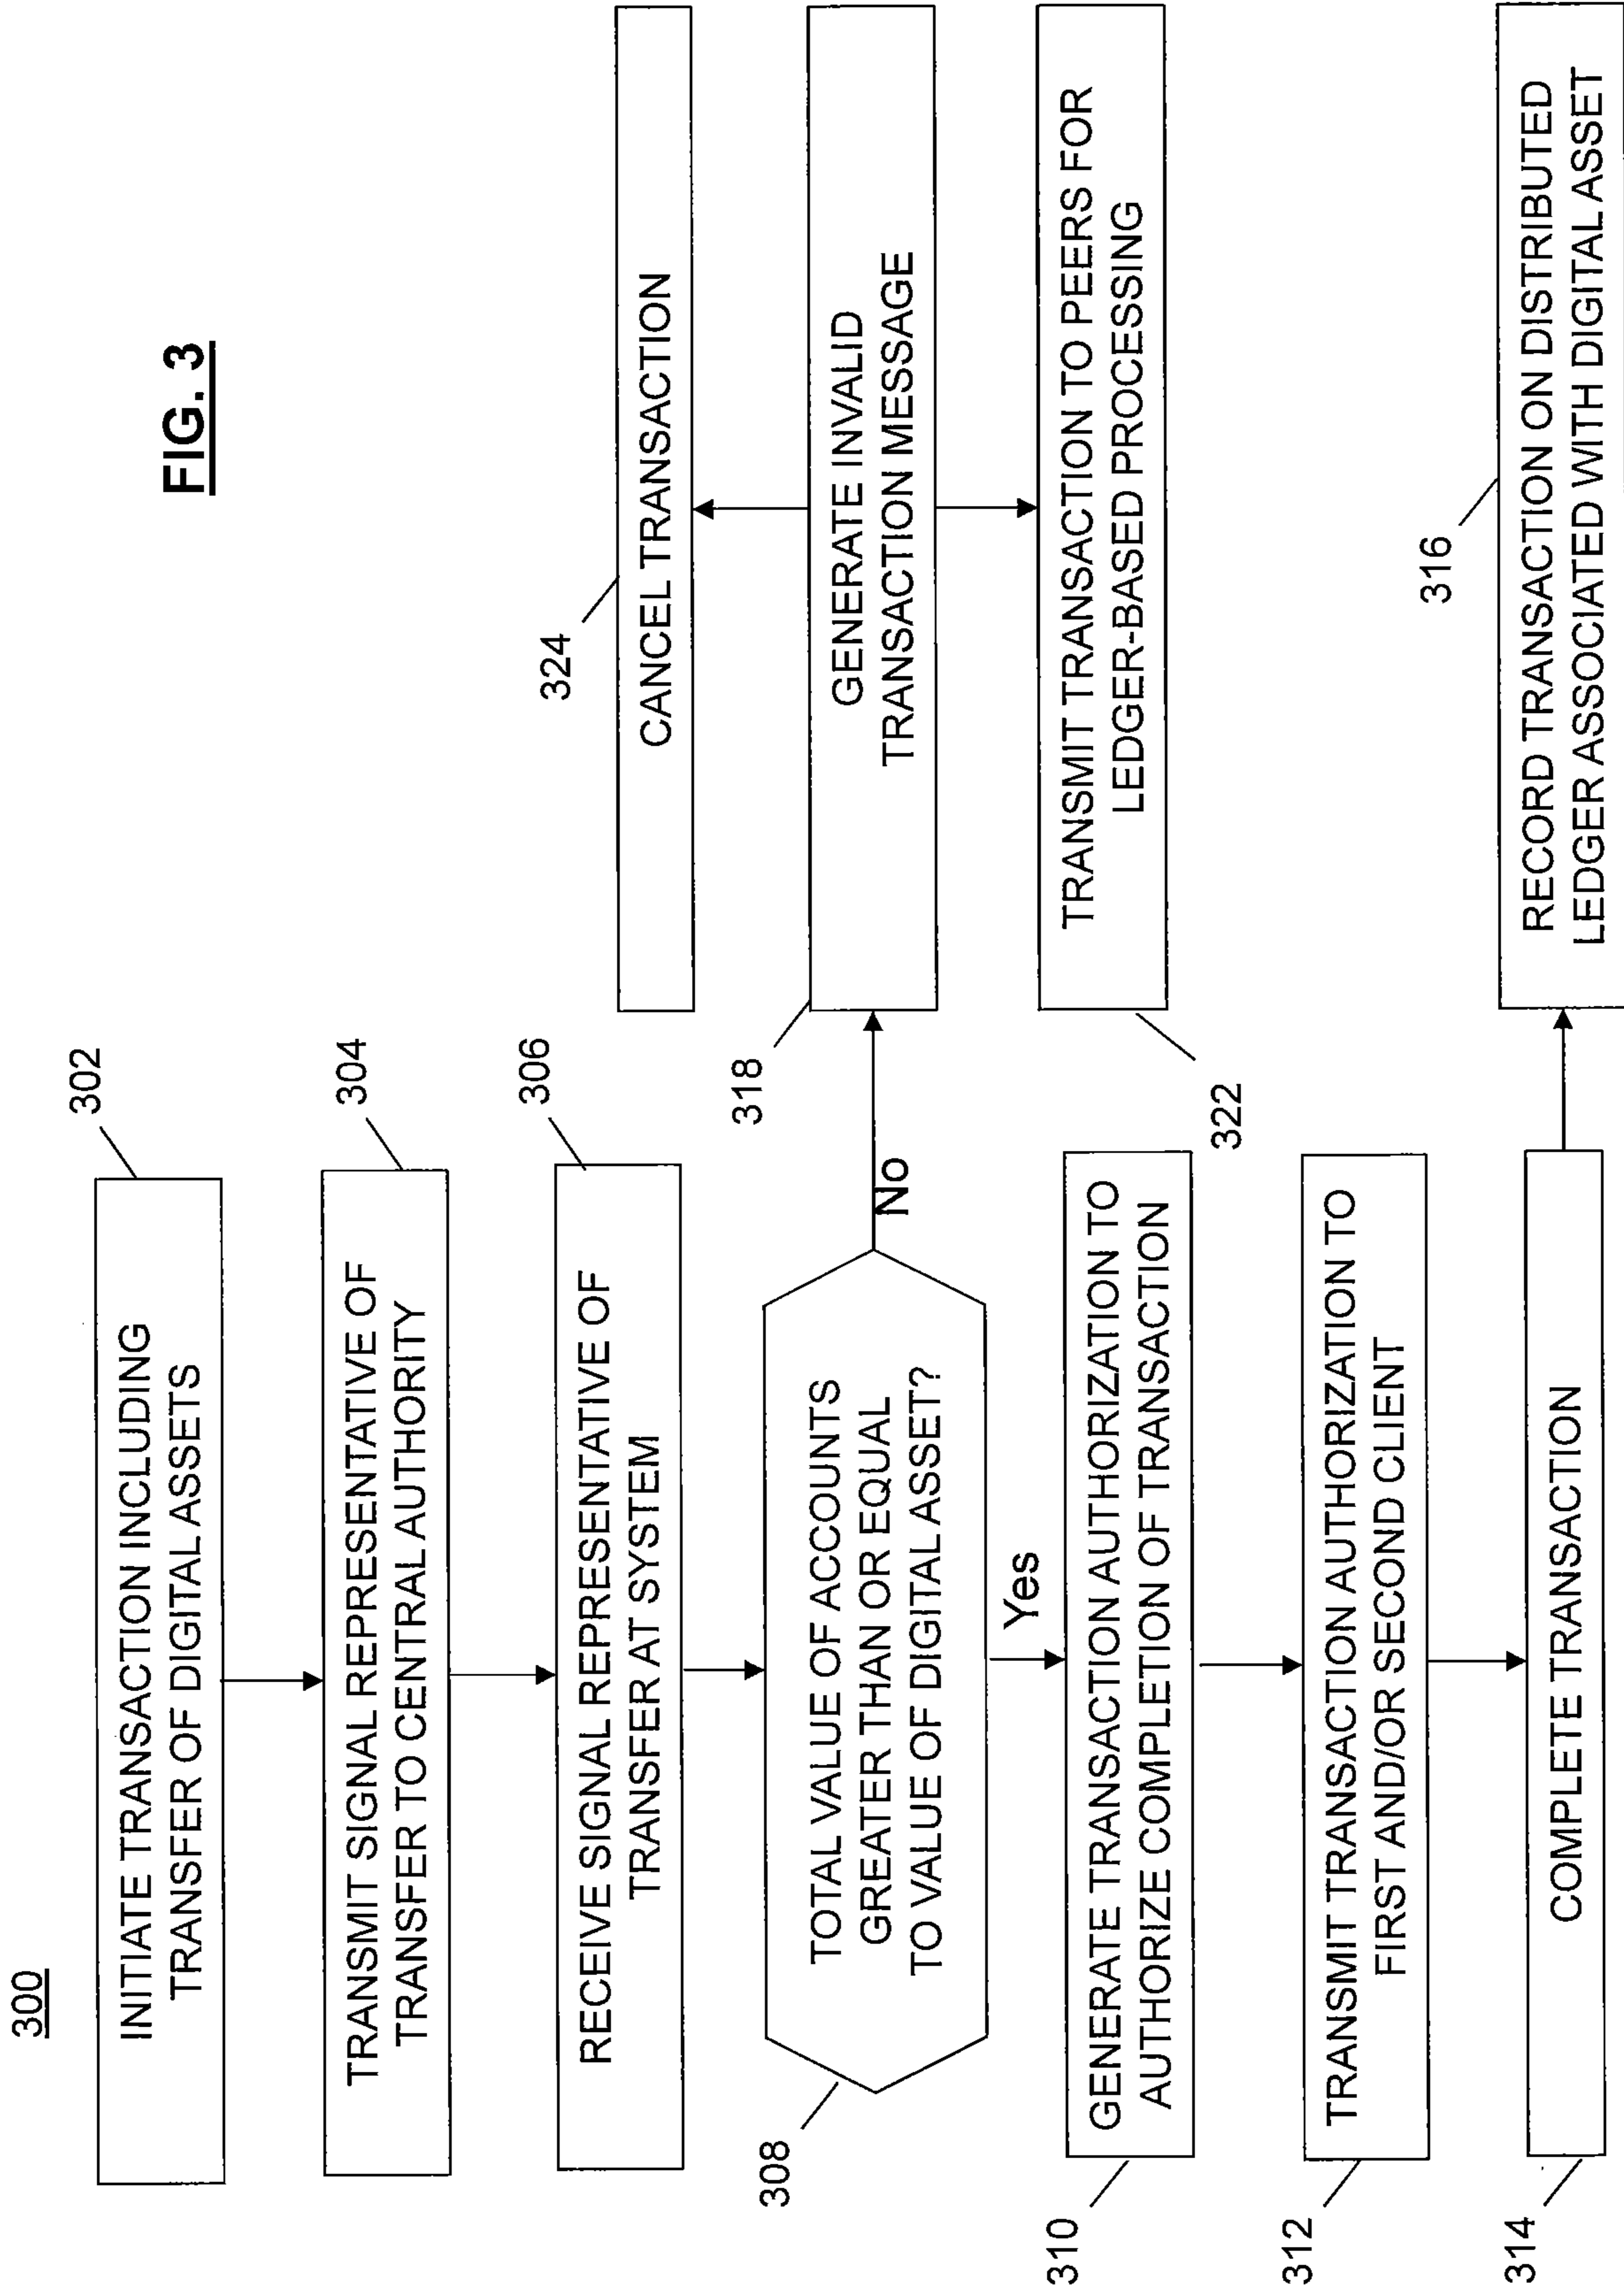 300
FIG. 3
302
INITIATE TRANSACTION INCLUDING
TRANSFER OF DIGITAL ASSETS
304
TRANSMIT SIGNAL REPRESENTATIVE OF
TRANSFER TO CENTRAL AUTHORITY
306
RECEIVE SIGNAL REPRESENTATIVE OF
TRANSFER AT SYSTEM
308
TOTAL VALUE OF ACCOUNTS
GREATER THAN OR EQUAL
TO VALUE OF DIGITAL ASSET?
No
324
CANCEL TRANSACTION
318
GENERATE INVALID
TRANSACTION MESSAGE
322
TRANSMIT TRANSACTION TO PEERS FOR
LEDGER-BASED PROCESSING
Yes
310
GENERATE TRANSACTION AUTHORIZATION TO
AUTHORIZE COMPLETION OF TRANSACTION
312
TRANSMIT TRANSACTION AUTHORIZATION TO
FIRST AND/OR SECOND CLIENT
314
COMPLETE TRANSACTION
316
RECORD TRANSACTION ON DISTRIBUTED
LEDGER ASSOCIATED WITH DIGITAL ASSET